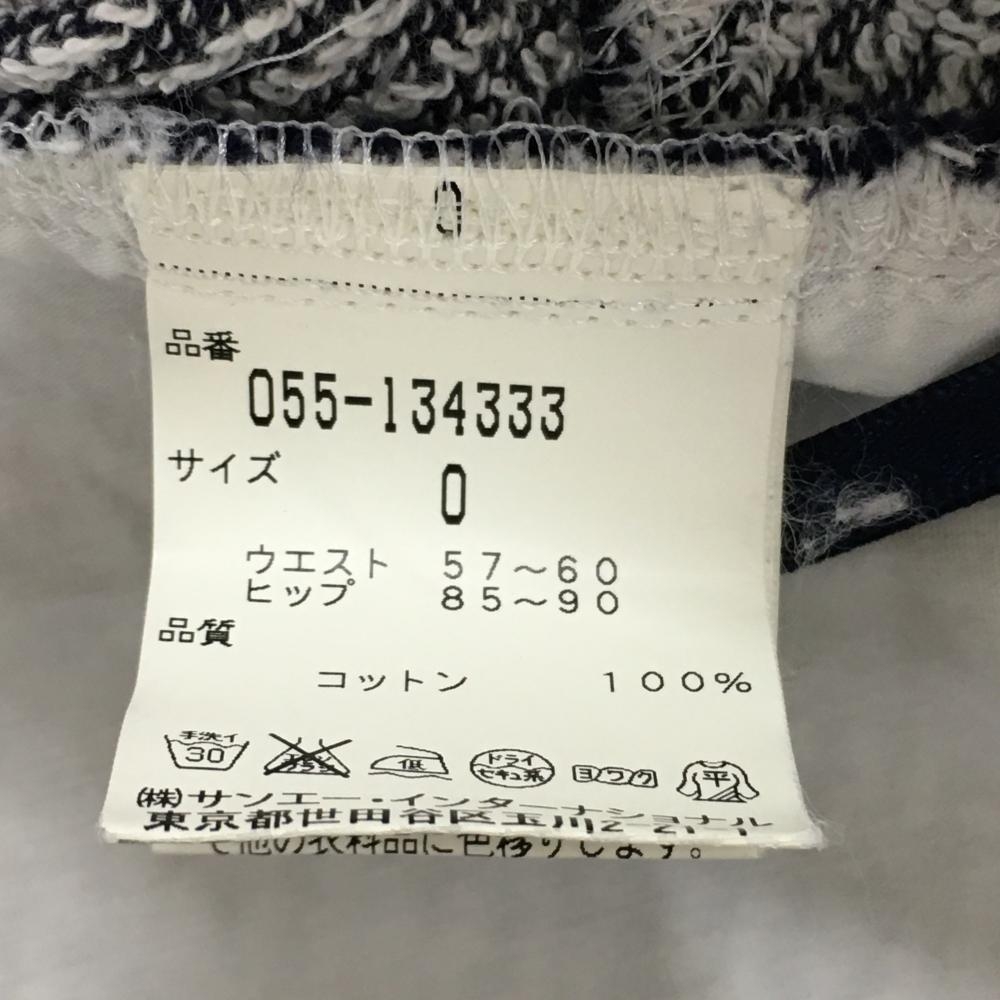 0
品番
055-134333
サイズ
0
ウエスト 57〜60
ヒップ 85〜90
品質
コットン 100%
手洗イ 30 低 ドライ セキュ系 ヨワク 平
(株)サンエー・インターナショナル
東京都世田谷区玉川2-21-1
て他の衣料品に色移りします。